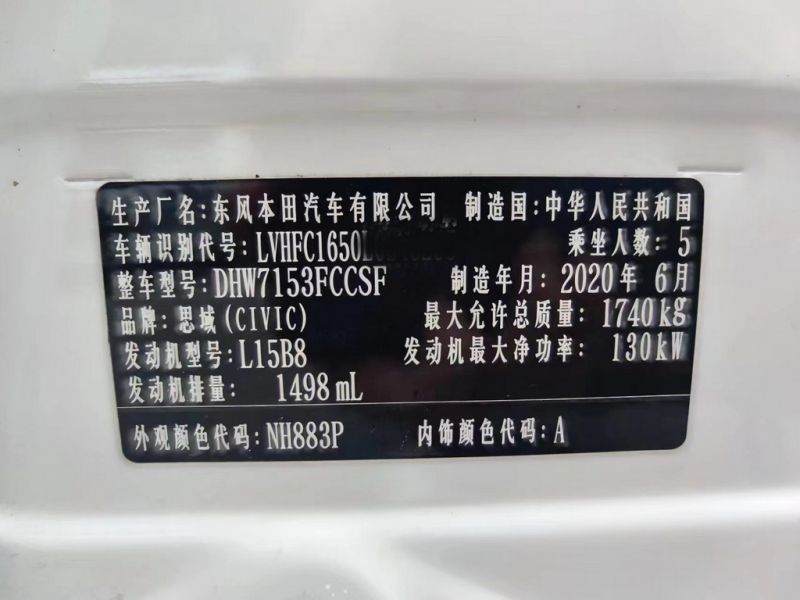 生产厂名:东风本田汽车有限公司 制造国:中华人民共和国
车辆识别代号:LVHFC1650 乘坐人数:5
整车型号:DHW7153FCCSF 制造年月:2020年6月
品牌:思域(CIVIC) 最大允许总质量:1740kg
发动机型号:L15B8 发动机最大净功率:130kW
发动机排量: 1498mL
外观颜色代码:NH883P 内饰颜色代码:A